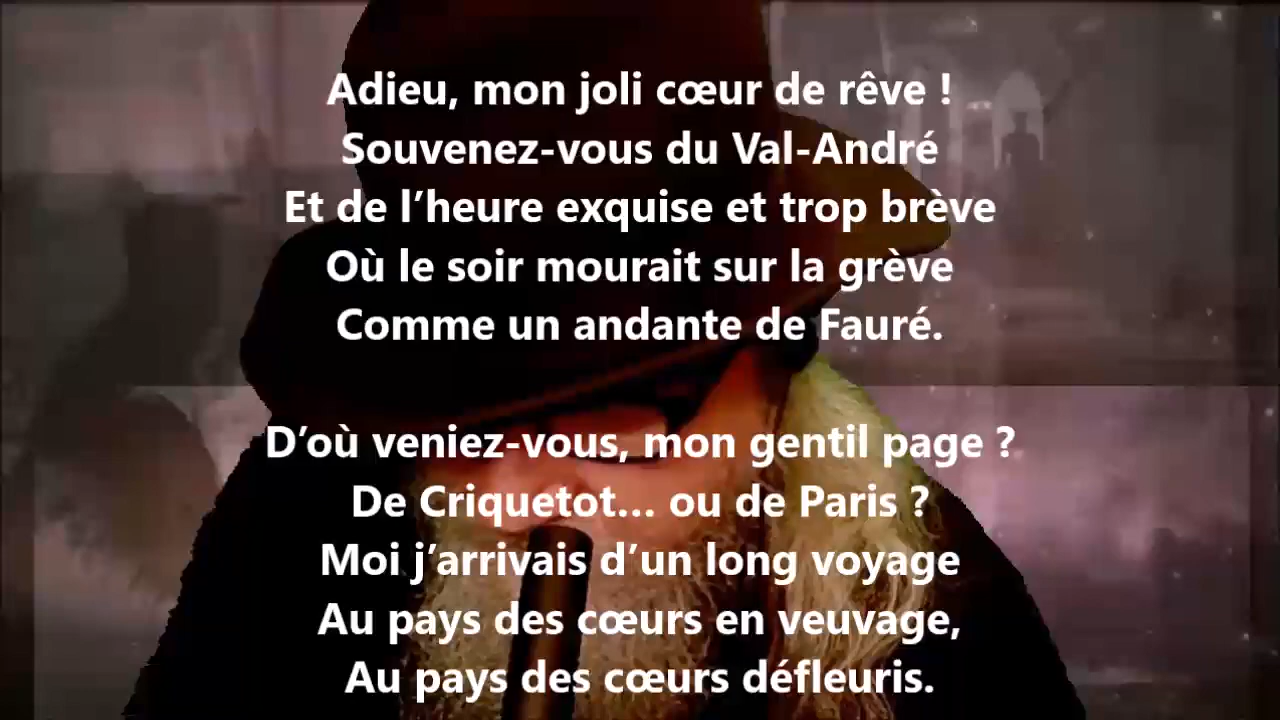 Adieu, mon joli cœur de rêve !
Souvenez-vous du Val-André
Et de l’heure exquise et trop brève
Où le soir mourait sur la grève
Comme un andante de Fauré.
D’où veniez-vous, mon gentil page ?
De Criquetot… ou de Paris ?
Moi j’arrivais d’un long voyage
Au pays des cœurs en veuvage,
Au pays des cœurs défleuris.